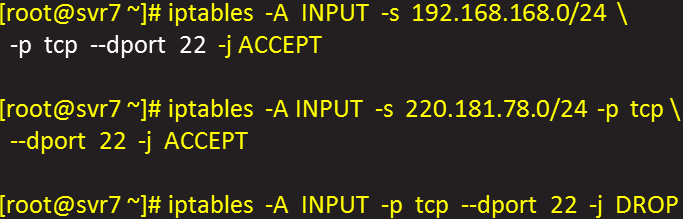 [root@svr7 ~]# iptables -A INPUT -s 192.168.168.0/24 \
-p tcp --dport 22 -j ACCEPT
[root@svr7 ~]# iptables -A INPUT -s 220.181.78.0/24 -p tcp \
--dport 22 -j ACCEPT
[root@svr7 ~]# iptables -A INPUT -p tcp --dport 22 -j DROP